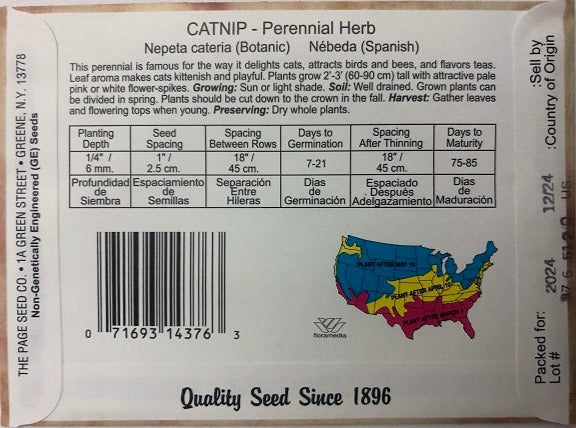 CATNIP - Perennial Herb
Nepeta cateria (Botanic) Nébeda (Spanish)
This perennial is famous for the way it delights cats, attracts birds and bees, and flavors teas.
Leaf aroma makes cats kittenish and playful. Plants grow 2'-3' (60-90 cm) tall with attractive pale
pink or white flower-spikes. Growing: Sun or light shade. Soil: Well drained. Grown plants can
be divided in spring. Plants should be cut down to the crown in the fall. Harvest: Gather leaves
and flowering tops when young. Preserving: Dry whole plants.
Planting Depth
Seed Spacing
Spacing Between Rows
Days to Germination
Spacing After Thinning
Days to Maturity
1/4" / 6 mm.
1" / 2.5 cm.
18" / 45 cm.
7-21
18" / 45 cm.
75-85
Profundidad de Siembra
Espaciamiento de Semillas
Separación Entre Hileras
Dias de Germinación
Espaciado Después Adelgazamiento
Dias de Maduración
PLANT AFTER MAY 15
PLANT AFTER APRIL 15
PLANT AFTER MARCH 1
floramedia
0 71693 14376 3
Quality Seed Since 1896
THE PAGE SEED CO. • 1A GREEN STREET • GREENE, N.Y. 13778
Non-Genetically Engineered (GE) Seeds
:Sell by
:Country of Origin
12/24
US
Packed for: 2024
Lot #